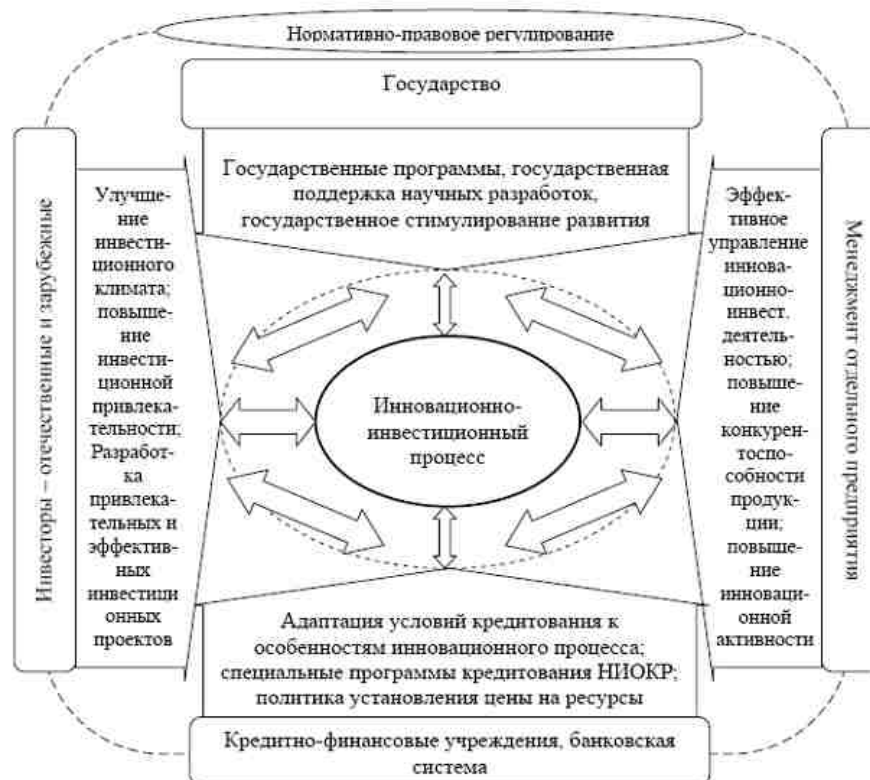 Нормативно-правовое регулирование
Государство
Государственные программы, государственная
поддержка научных разработок,
государственное стимулирование развития
Инвесторы – отечественные и зарубежные
Улучше-
ние
инвести-
ционного
климата;
повыше-
ние
инвести-
ционной
привлека-
тельности;
Разработ-
ка
привлека-
тельных и
эффектив-
ных
инвестици
онных
проектов
Инновационно-
инвестиционный
процесс
Эффек-
тивное
управление
иннова-
ционно-
инвест.
деятель-
ностью;
повыше-
ние
конкурен-
тоспо-
собности
продук-
ции;
повыше-
ние
инноваци
онной
активности
Менеджмент отдельного предприятия
Адаптация условий кредитования к
особенностям инновационного процесса;
специальные программы кредитования НИОКР;
политика установления цены на ресурсы
Кредитно-финансовые учреждения, банковская
система